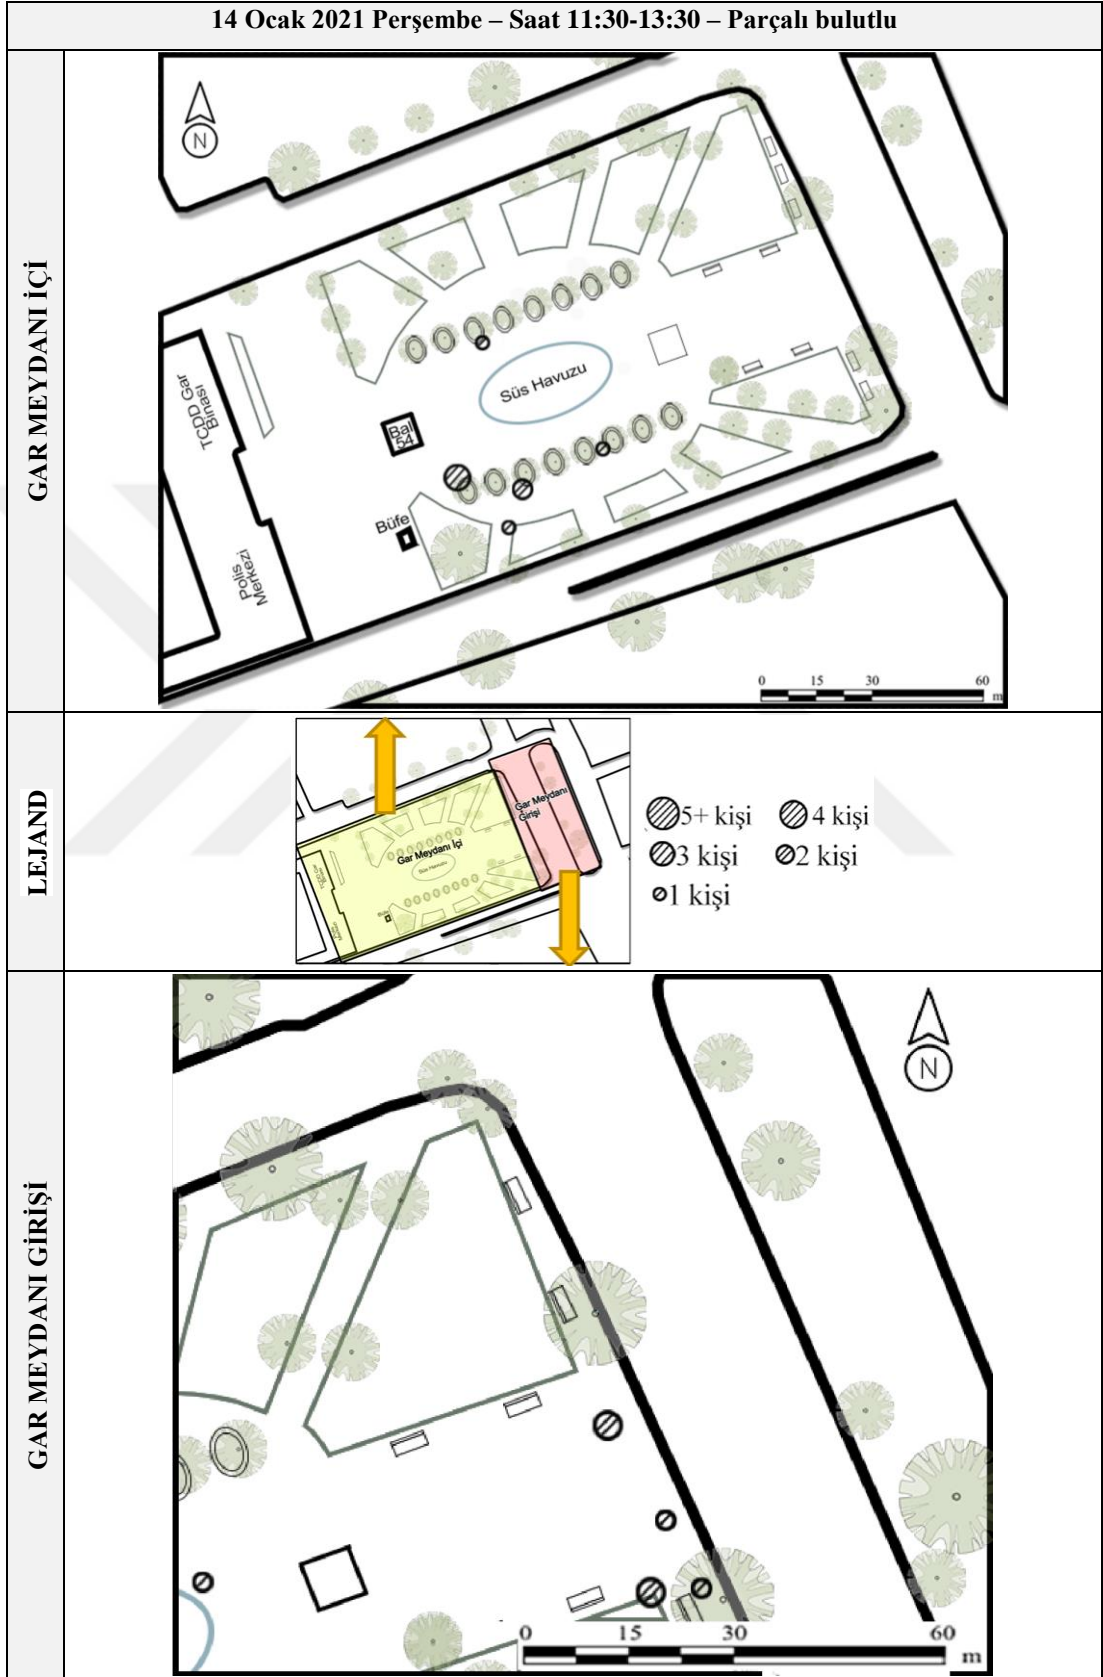 14 Ocak 2021 Perşembe – Saat 11:30-13:30 – Parçalı bulutlu
GAR MEYDANI İÇİ
N
TCDD Gar
Binası
Süs Havuzu
Bal
54
Büfe
Polis
Merkezi
0 15 30 60
m
LEJAND
Gar Meydanı
Girişi
Gar Meydanı İçi
Süs Havuzu
5+ kişi 4 kişi
3 kişi 2 kişi
1 kişi
GAR MEYDANI GİRİŞİ
N
0 15 30 60
m